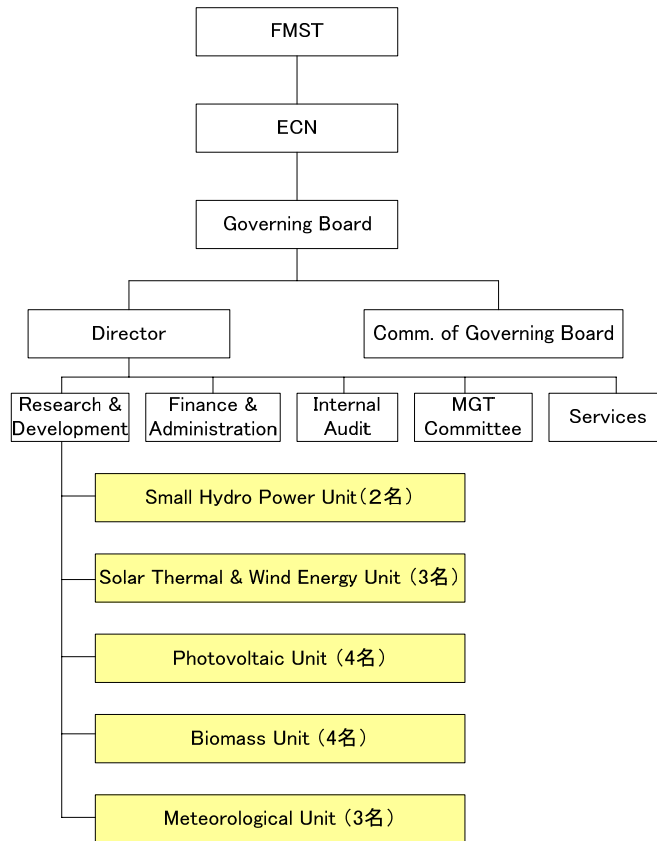 FMST
ECN
Governing Board
Director
Comm. of Governing Board
Research &
Development
Finance &
Administration
Internal
Audit
MGT
Committee
Services
Small Hydro Power Unit(２名)
Solar Thermal & Wind Energy Unit (3名)
Photovoltaic Unit (4名)
Biomass Unit (4名)
Meteorological Unit (3名)